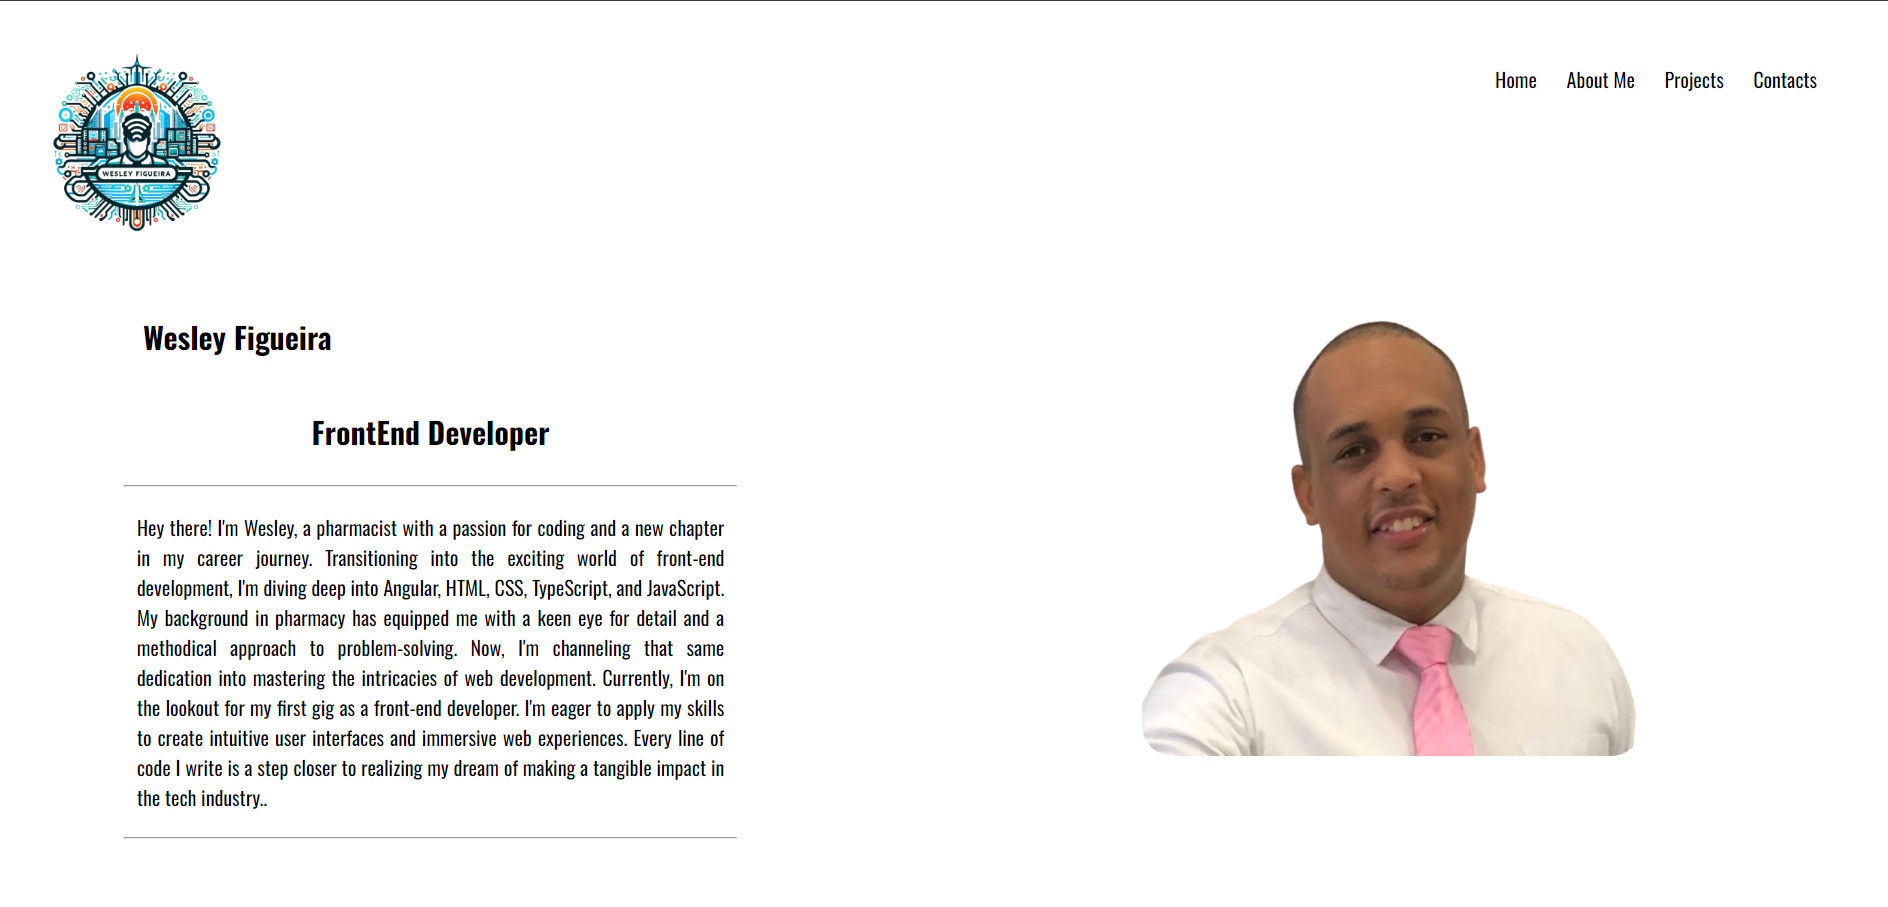 Home About Me Projects Contacts
WESLEY FIGUEIRA
Wesley Figueira
FrontEnd Developer
Hey there! I'm Wesley, a pharmacist with a passion for coding and a new chapter
in my career journey. Transitioning into the exciting world of front-end
development, I'm diving deep into Angular, HTML, CSS, TypeScript, and JavaScript.
My background in pharmacy has equipped me with a keen eye for detail and a
methodical approach to problem-solving. Now, I'm channeling that same
dedication into mastering the intricacies of web development. Currently, I'm on
the lookout for my first gig as a front-end developer. I'm eager to apply my skills
to create intuitive user interfaces and immersive web experiences. Every line of
code I write is a step closer to realizing my dream of making a tangible impact in
the tech industry..